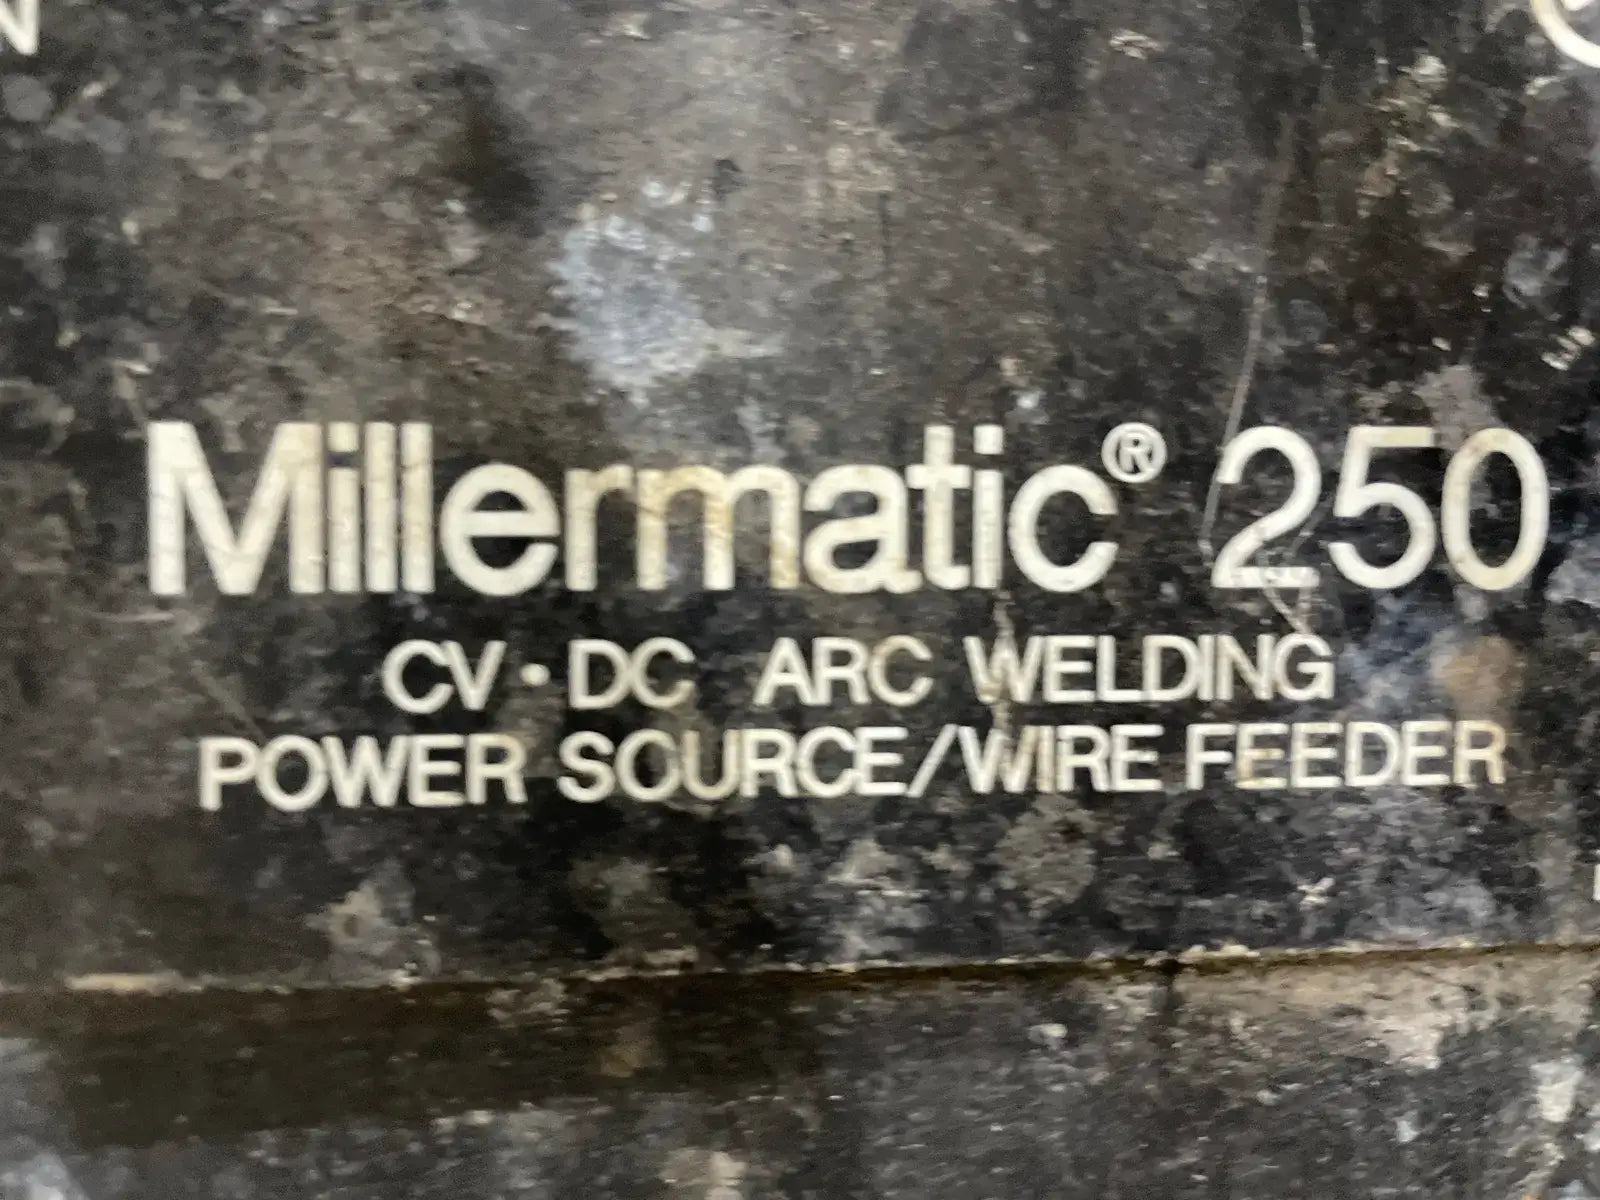 N
Millermatic® 250
CV·DC ARC WELDING
POWER SOURCE/WIRE FEEDER